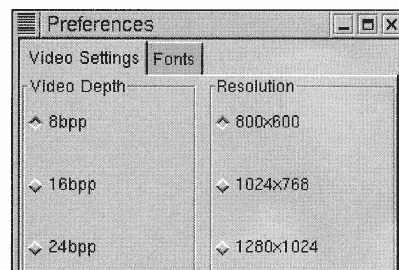 Preferences
Video Settings Fonts
Video Depth
8bpp
16bpp
24bpp
Resolution
800x600
1024x768
1280x1024